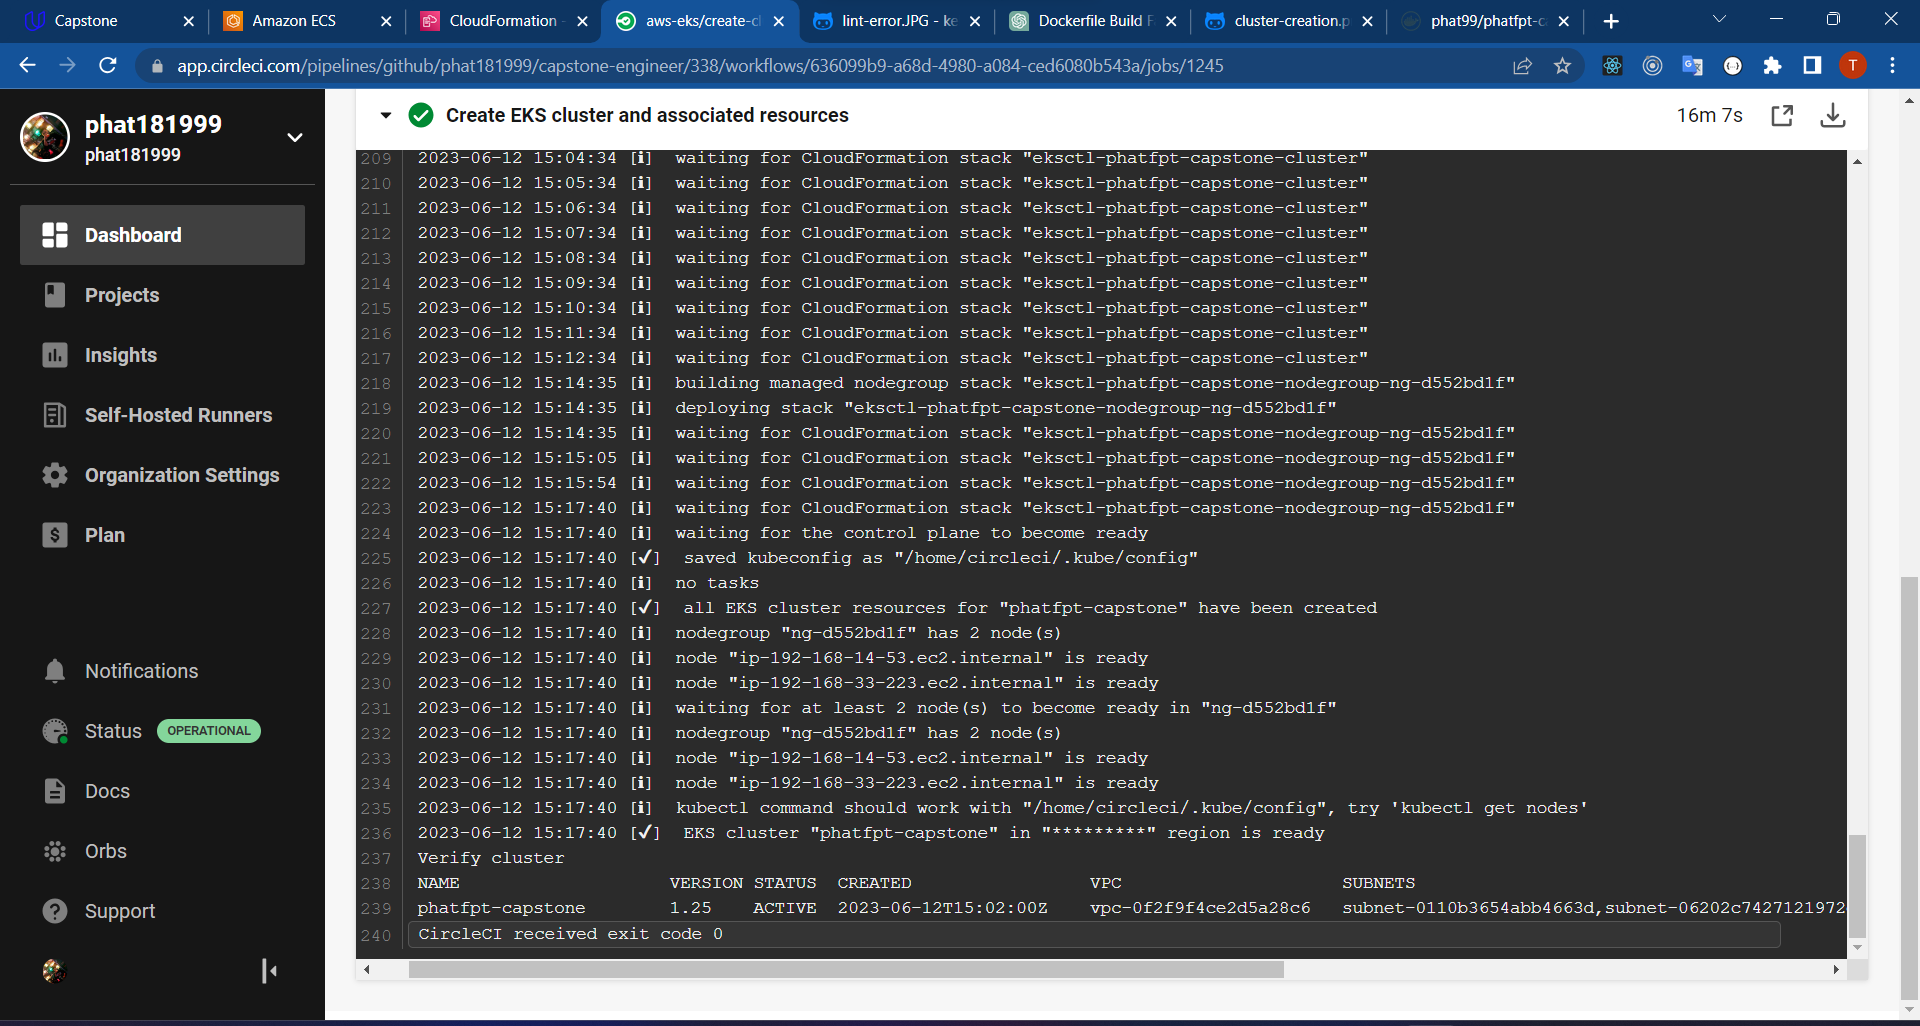 Capstone
Amazon ECS
CloudFormation -
aws-eks/create-cl
lint-error.JPG - ke
Dockerfile Build F
cluster-creation.p
phat99/phatfpt-c
app.circleci.com/pipelines/github/phat181999/capstone-engineer/338/workflows/636099b9-a68d-4980-a084-ced6080b543a/jobs/1245
T
phat181999
phat181999
Dashboard
Projects
Insights
Self-Hosted Runners
Organization Settings
Plan
Notifications
Status OPERATIONAL
Docs
Orbs
Support
Create EKS cluster and associated resources
16m 7s
209 2023-06-12 15:04:34 [ℹ]  waiting for CloudFormation stack "eksctl-phatfpt-capstone-cluster"
210 2023-06-12 15:05:34 [ℹ]  waiting for CloudFormation stack "eksctl-phatfpt-capstone-cluster"
211 2023-06-12 15:06:34 [ℹ]  waiting for CloudFormation stack "eksctl-phatfpt-capstone-cluster"
212 2023-06-12 15:07:34 [ℹ]  waiting for CloudFormation stack "eksctl-phatfpt-capstone-cluster"
213 2023-06-12 15:08:34 [ℹ]  waiting for CloudFormation stack "eksctl-phatfpt-capstone-cluster"
214 2023-06-12 15:09:34 [ℹ]  waiting for CloudFormation stack "eksctl-phatfpt-capstone-cluster"
215 2023-06-12 15:10:34 [ℹ]  waiting for CloudFormation stack "eksctl-phatfpt-capstone-cluster"
216 2023-06-12 15:11:34 [ℹ]  waiting for CloudFormation stack "eksctl-phatfpt-capstone-cluster"
217 2023-06-12 15:12:34 [ℹ]  waiting for CloudFormation stack "eksctl-phatfpt-capstone-cluster"
218 2023-06-12 15:14:35 [ℹ]  building managed nodegroup stack "eksctl-phatfpt-capstone-nodegroup-ng-d552bd1f"
219 2023-06-12 15:14:35 [ℹ]  deploying stack "eksctl-phatfpt-capstone-nodegroup-ng-d552bd1f"
220 2023-06-12 15:14:35 [ℹ]  waiting for CloudFormation stack "eksctl-phatfpt-capstone-nodegroup-ng-d552bd1f"
221 2023-06-12 15:15:05 [ℹ]  waiting for CloudFormation stack "eksctl-phatfpt-capstone-nodegroup-ng-d552bd1f"
222 2023-06-12 15:15:54 [ℹ]  waiting for CloudFormation stack "eksctl-phatfpt-capstone-nodegroup-ng-d552bd1f"
223 2023-06-12 15:17:40 [ℹ]  waiting for CloudFormation stack "eksctl-phatfpt-capstone-nodegroup-ng-d552bd1f"
224 2023-06-12 15:17:40 [ℹ]  waiting for the control plane to become ready
225 2023-06-12 15:17:40 [✔]  saved kubeconfig as "/home/circleci/.kube/config"
226 2023-06-12 15:17:40 [ℹ]  no tasks
227 2023-06-12 15:17:40 [✔]  all EKS cluster resources for "phatfpt-capstone" have been created
228 2023-06-12 15:17:40 [ℹ]  nodegroup "ng-d552bd1f" has 2 node(s)
229 2023-06-12 15:17:40 [ℹ]  node "ip-192-168-14-53.ec2.internal" is ready
230 2023-06-12 15:17:40 [ℹ]  node "ip-192-168-33-223.ec2.internal" is ready
231 2023-06-12 15:17:40 [ℹ]  waiting for at least 2 node(s) to become ready in "ng-d552bd1f"
232 2023-06-12 15:17:40 [ℹ]  nodegroup "ng-d552bd1f" has 2 node(s)
233 2023-06-12 15:17:40 [ℹ]  node "ip-192-168-14-53.ec2.internal" is ready
234 2023-06-12 15:17:40 [ℹ]  node "ip-192-168-33-223.ec2.internal" is ready
235 2023-06-12 15:17:40 [ℹ]  kubectl command should work with "/home/circleci/.kube/config", try 'kubectl get nodes'
236 2023-06-12 15:17:40 [✔]  EKS cluster "phatfpt-capstone" in "*********" region is ready
237 Verify cluster
238 NAME VERSION STATUS CREATED VPC SUBNETS
239 phatfpt-capstone 1.25 ACTIVE 2023-06-12T15:02:00Z vpc-0f2f9f4ce2d5a28c6 subnet-0110b3654abb4663d,subnet-06202c7427121972
240 CircleCI received exit code 0